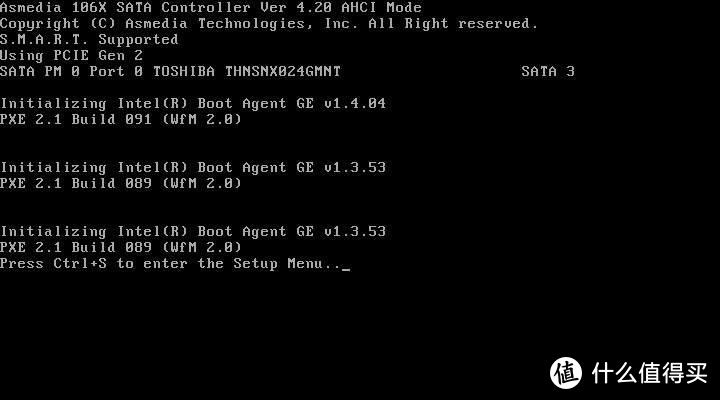 Asmedia 106X SATA Controller Ver 4.20 AHCI Mode
Copyright (C) Asmedia Technologies, Inc. All Right reserved.
S.M.A.R.T. Supported
Using PCIE Gen 2
SATA PM 0 Port 0 TOSHIBA THNSNX024GMNT SATA 3
Initializing Intel(R) Boot Agent GE v1.4.04
PXE 2.1 Build 091 (WfM 2.0)
Initializing Intel(R) Boot Agent GE v1.3.53
PXE 2.1 Build 089 (WfM 2.0)
Initializing Intel(R) Boot Agent GE v1.3.53
PXE 2.1 Build 089 (WfM 2.0)
Press Ctrl+S to enter the Setup Menu.._
值 什么值得买